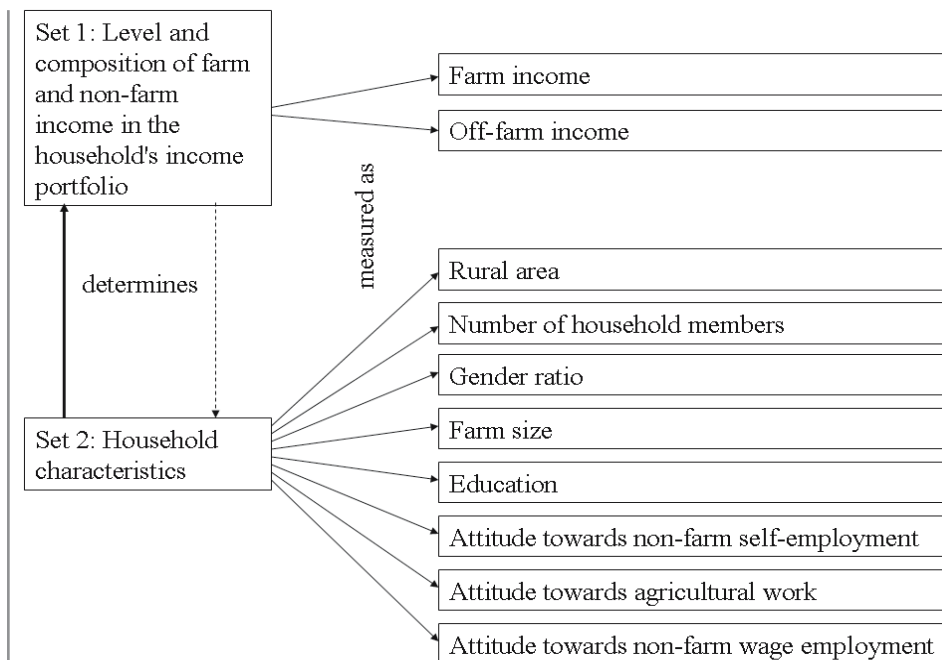 Set 1: Level and
composition of farm
and non-farm
income in the
household's income
portfolio
Farm income
Off-farm income
measured as
determines
Rural area
Number of household members
Gender ratio
Farm size
Set 2: Household
characteristics
Education
Attitude towards non-farm self-employment
Attitude towards agricultural work
Attitude towards non-farm wage employment